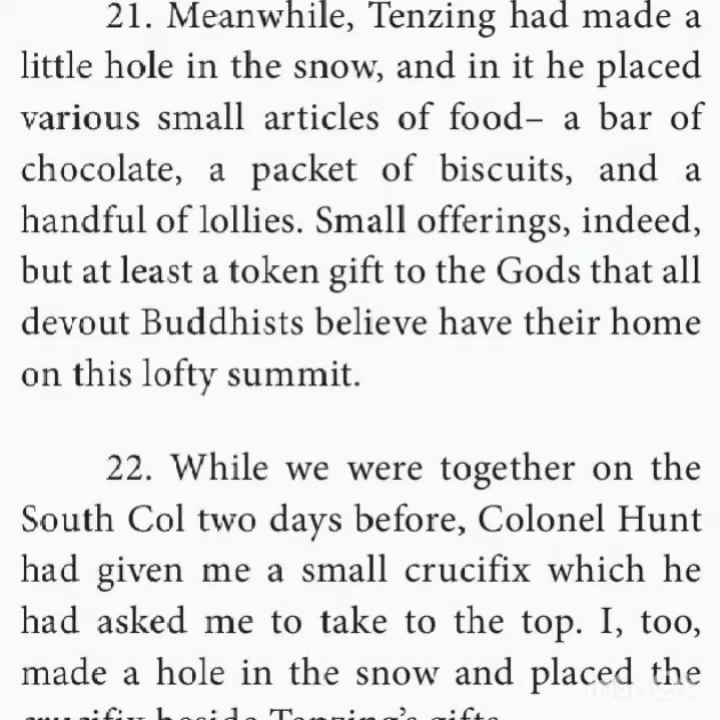 21. Meanwhile, Tenzing had made a
little hole in the snow, and in it he placed
various small articles of food– a bar of
chocolate, a packet of biscuits, and a
handful of lollies. Small offerings, indeed,
but at least a token gift to the Gods that all
devout Buddhists believe have their home
on this lofty summit.
22. While we were together on the
South Col two days before, Colonel Hunt
had given me a small crucifix which he
had asked me to take to the top. I, too,
made a hole in the snow and placed the
crucifix beside Tenzing's gifts.